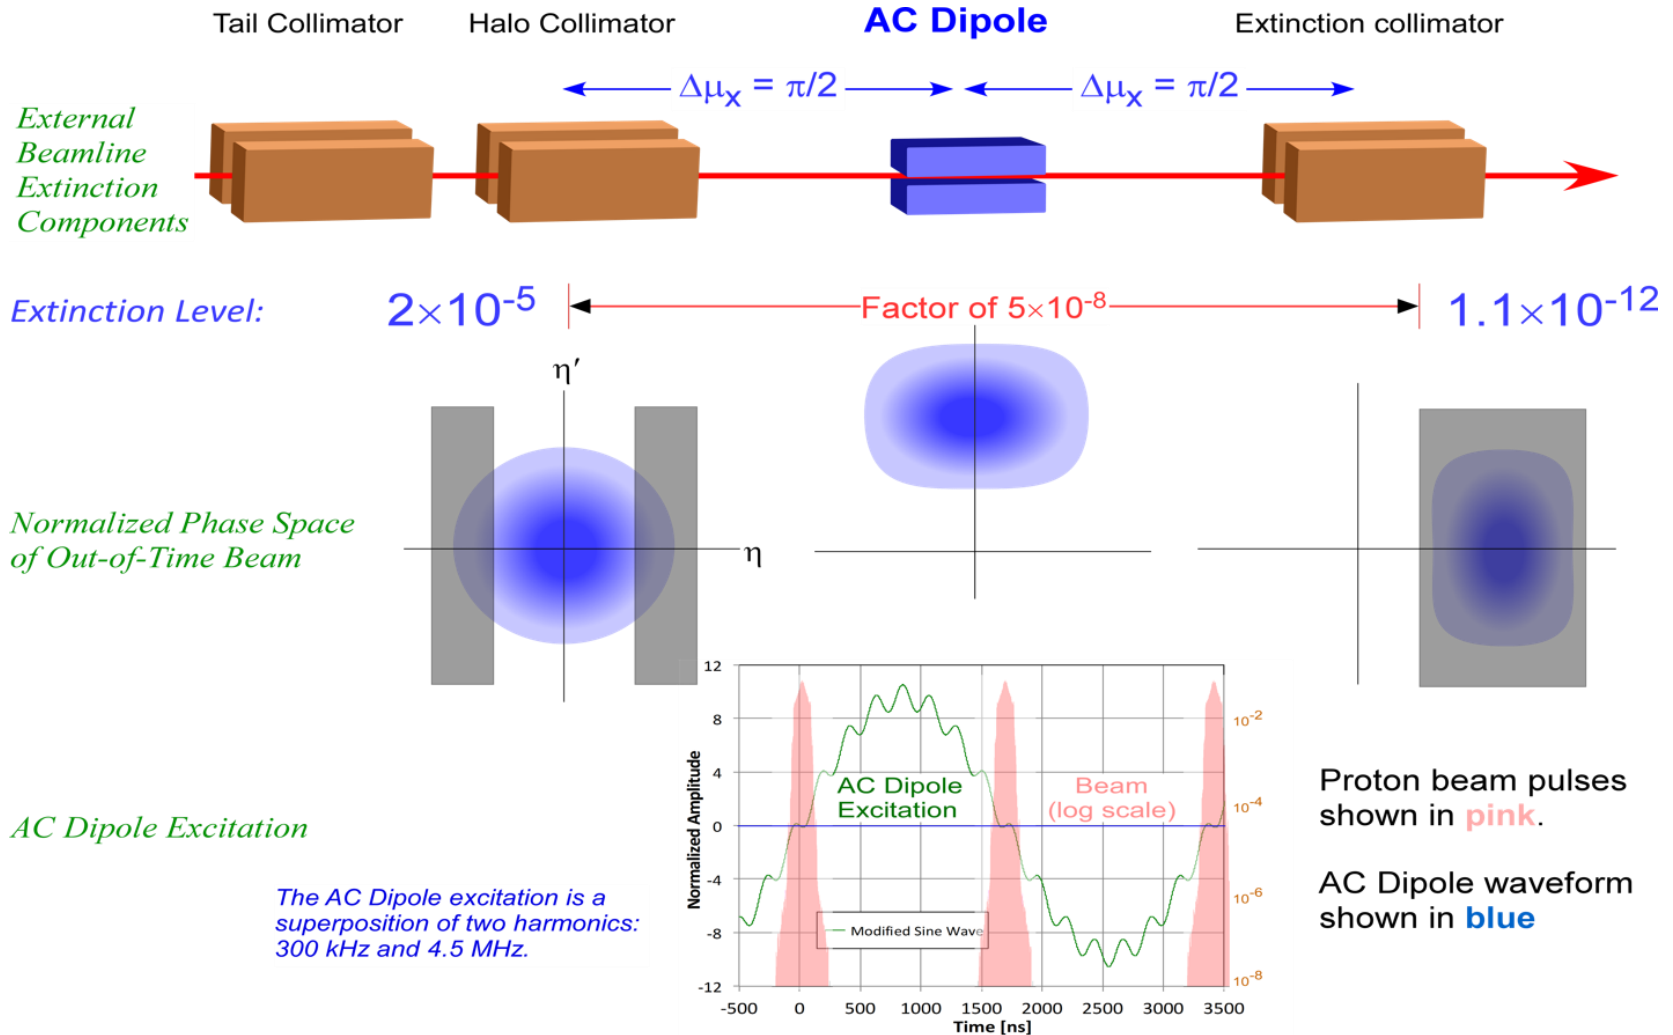 Tail Collimator
Halo Collimator
AC Dipole
Extinction collimator
Δμx = π/2
Δμx = π/2
External
Beamline
Extinction
Components
Extinction Level:
2×10-5
Factor of 5×10-8
1.1×10-12
η′
η
Normalized Phase Space
of Out-of-Time Beam
AC Dipole Excitation
The AC Dipole excitation is a
superposition of two harmonics:
300 kHz and 4.5 MHz.
Normalized Amplitude
12
8
4
0
-4
-8
-12
AC Dipole
Excitation
Beam
(log scale)
Modified Sine Wave
10-2
10-4
10-6
10-8
-500 0 500 1000 1500 2000 2500 3000 3500
Time [ns]
Proton beam pulses
shown in pink.
AC Dipole waveform
shown in blue